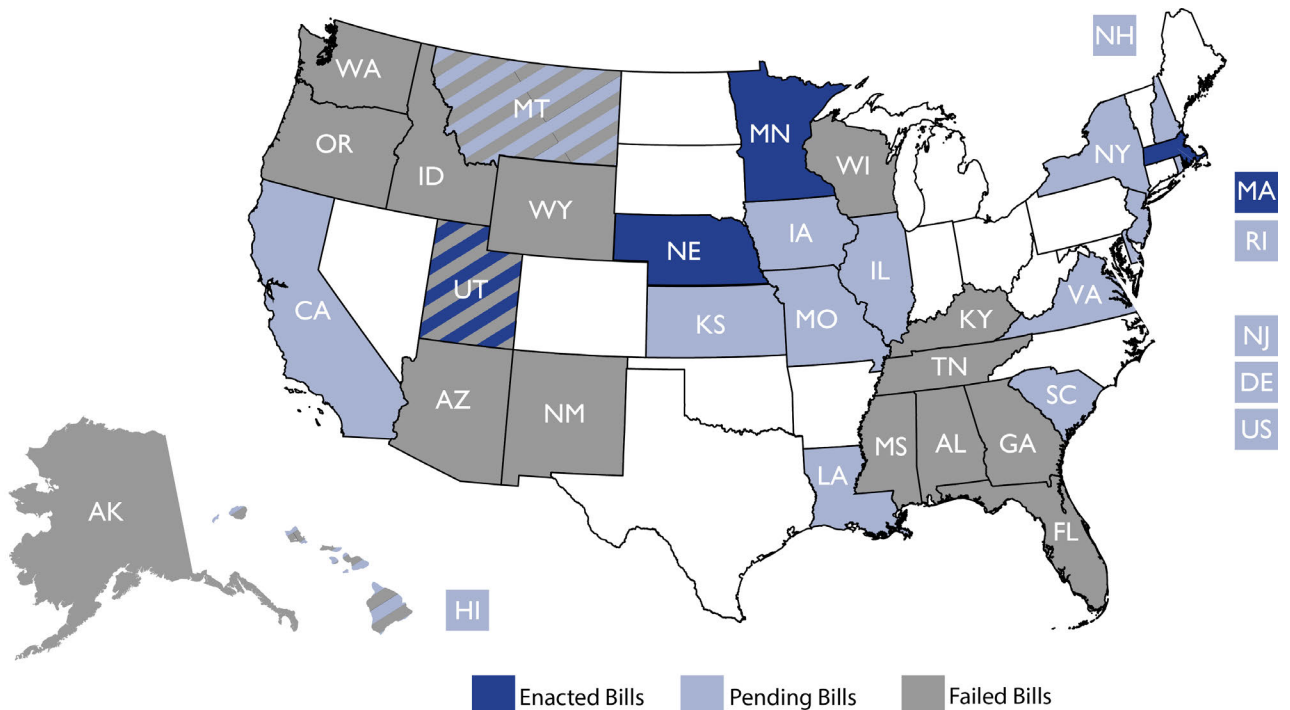 NH
WA
MT
MN
OR
ID
WI
NY
WY
MA
IA
NE
RI
UT
IL
CA
KS
MO
VA
KY
NJ
TN
DE
AZ
NM
SC
US
MS
AL
GA
LA
AK
FL
HI
Enacted Bills
Pending Bills
Failed Bills